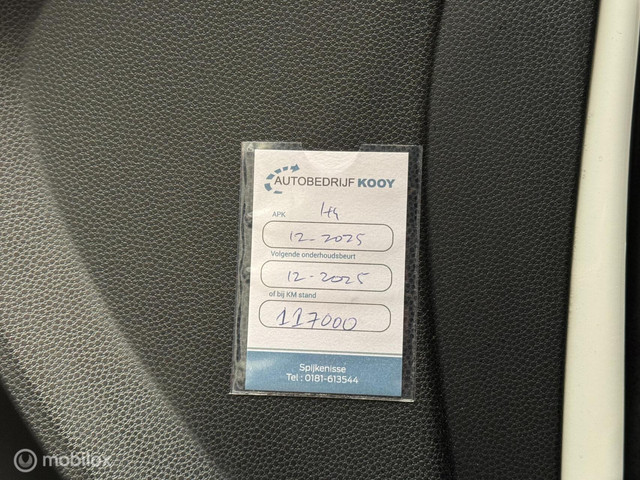 AUTOBEDRIJF KOOY
APK
12-2025
Volgende onderhoudsbeurt
12-2025
of bij KM stand
117000
Spijkenisse
Tel : 0181-613544
mobilox